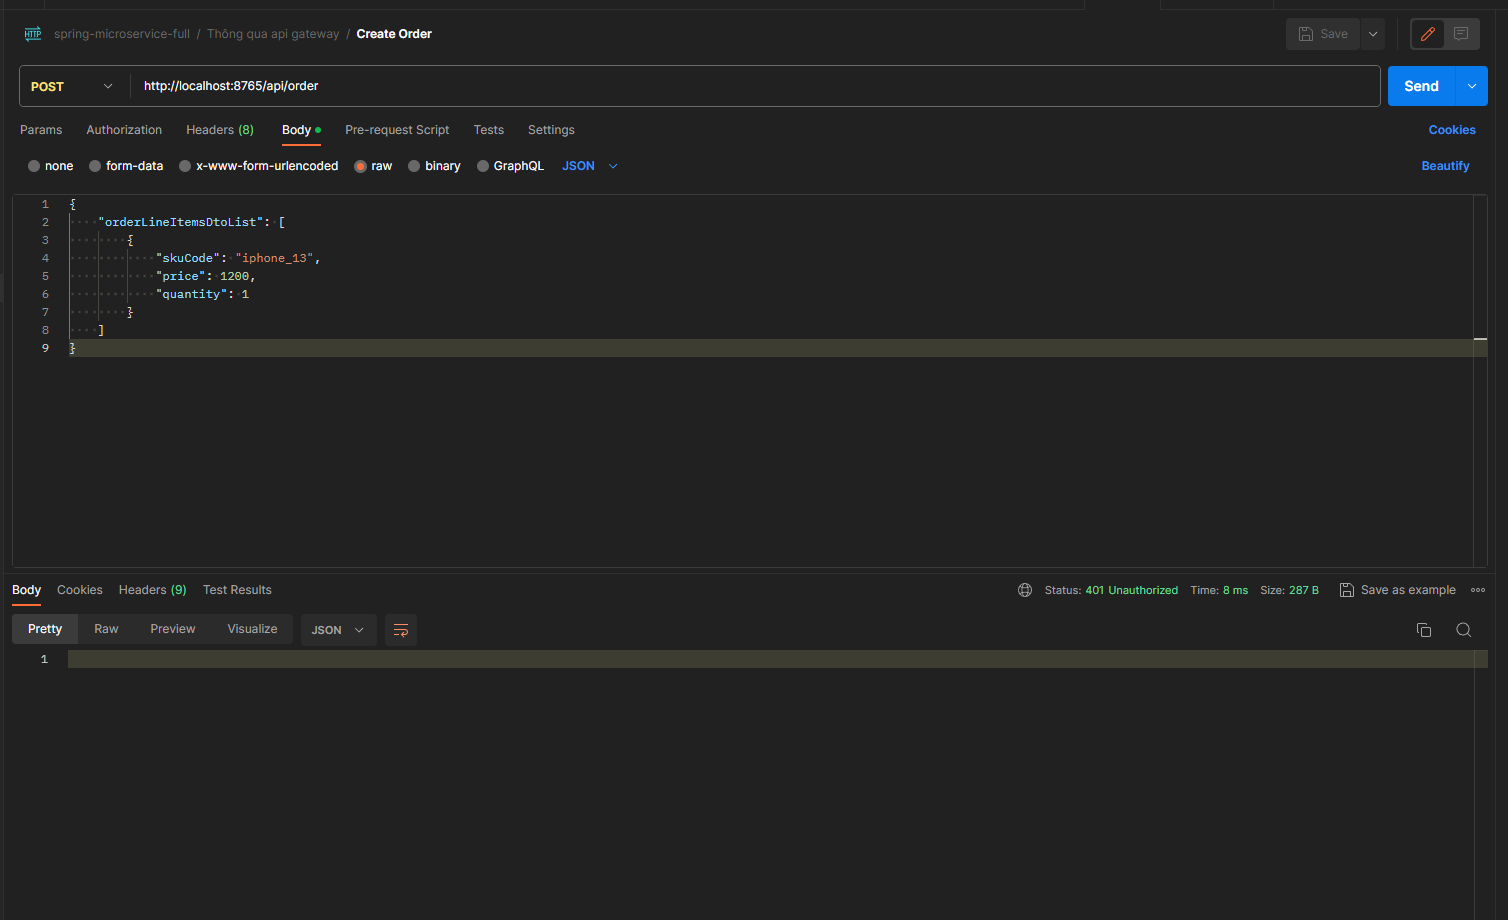 HTTP spring-microservice-full / Thông qua api gateway / Create Order Save
POST http://localhost:8765/api/order Send
Params Authorization Headers (8) Body Pre-request Script Tests Settings Cookies
none form-data x-www-form-urlencoded raw binary GraphQL JSON Beautify
1 {
2 "orderLineItemsDtoList": [
3 {
4 "skuCode": "iphone_13",
5 "price": 1200,
6 "quantity": 1
7 }
8 ]
9 }
Body Cookies Headers (9) Test Results Status: 401 Unauthorized Time: 8 ms Size: 287 B Save as example
Pretty Raw Preview Visualize JSON
1